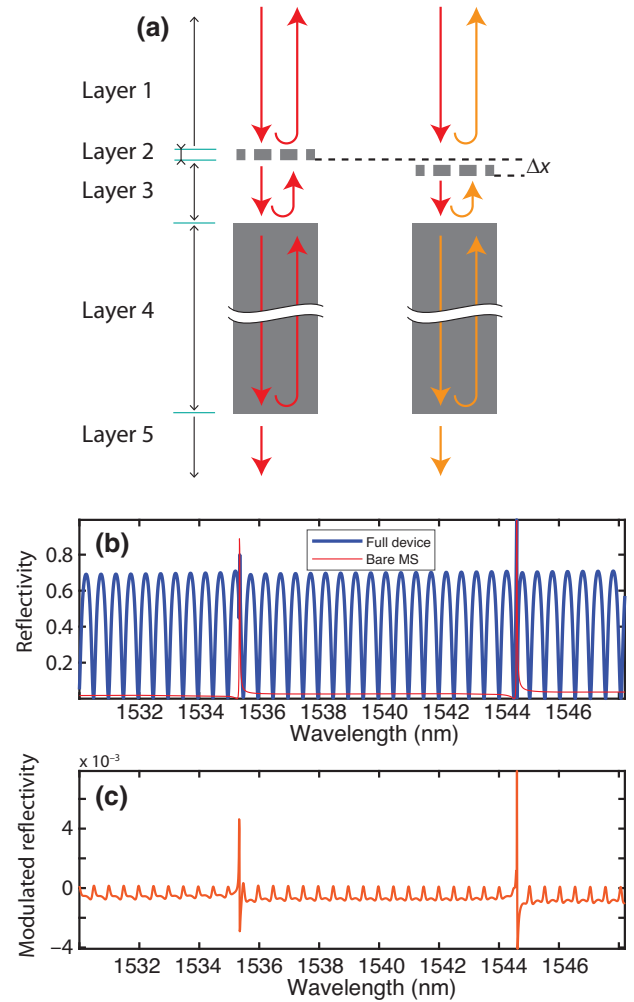 (a)
Layer 1
Layer 2
Δx
Layer 3
Layer 4
Layer 5
(b)
Full device
Bare MS
0.8
0.6
0.4
0.2
Reflectivity
1532 1534 1536 1538 1540 1542 1544 1546
Wavelength (nm)
x 10⁻³
(c)
4
0
−4
Modulated reflectivity
1532 1534 1536 1538 1540 1542 1544 1546
Wavelength (nm)